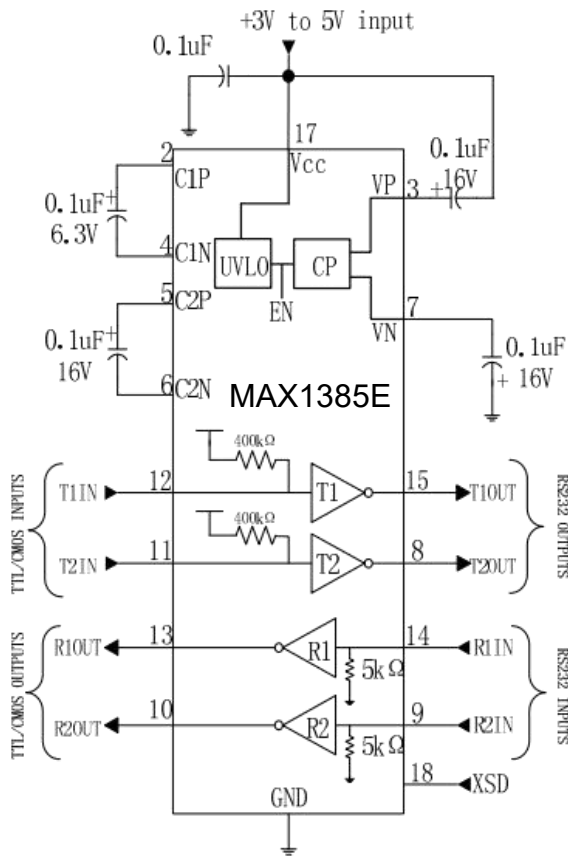 +3V to 5V input
0.1uF
17
Vcc
2
C1P
0.1uF
16V
VP
3
+
0.1uF
+
6.3V
4
C1N
UVLO
CP
EN
5
C2P
7
VN
0.1uF
+
16V
6
C2N
0.1uF
+ 16V
MAX1385E
400kΩ
T1IN
12
T1
15
T1OUT
400kΩ
T2IN
11
T2
8
T2OUT
TTL/CMOS INPUTS
RS232 OUTPUTS
R1OUT
13
R1
14
R1IN
5kΩ
R2OUT
10
R2
9
R2IN
5kΩ
TTL/CMOS OUTPUTS
RS232 INPUTS
18
XSD
GND